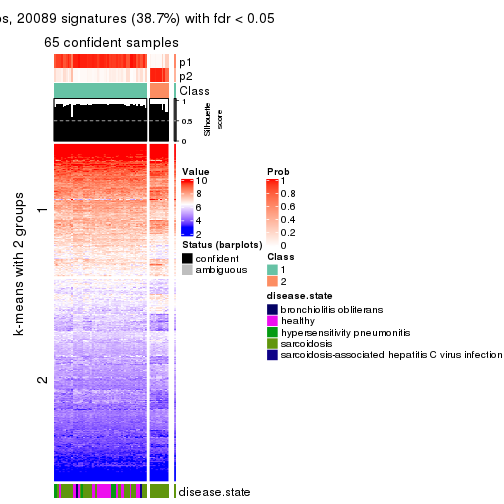 os, 20089 signatures (38.7%) with fdr < 0.05
65 confident samples
p1
p2
Class
1
0.5
0
Silhouette
score
k-means with 2 groups
1
2
Value
10
8
6
4
2
Status (barplots)
confident
ambiguous
Prob
1
0.8
0.6
0.4
0.2
0
Class
1
2
disease.state
bronchiolitis obliterans
healthy
hypersensitivity pneumonitis
sarcoidosis
sarcoidosis-associated hepatitis C virus infection
disease.state